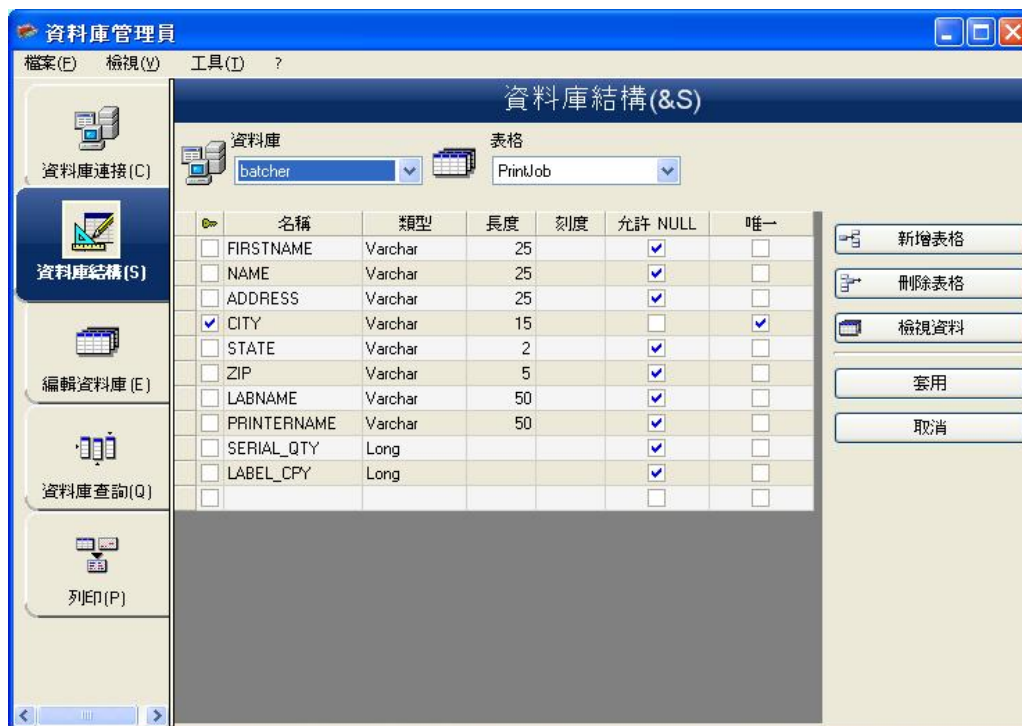 資料庫管理員
檔案(F) 檢視(V) 工具(T) ?
資料庫結構(&S)
資料庫連接(C)
資料庫結構(S)
編輯資料庫(E)
資料庫查詢(Q)
列印(P)
資料庫 表格
batcher PrintJob
名稱 類型 長度 刻度 允許 NULL 唯一
FIRSTNAME Varchar 25
NAME Varchar 25
ADDRESS Varchar 25
CITY Varchar 15
STATE Varchar 2
ZIP Varchar 5
LABNAME Varchar 50
PRINTERNAME Varchar 50
SERIAL_QTY Long
LABEL_CPY Long
新增表格
刪除表格
檢視資料
套用
取消